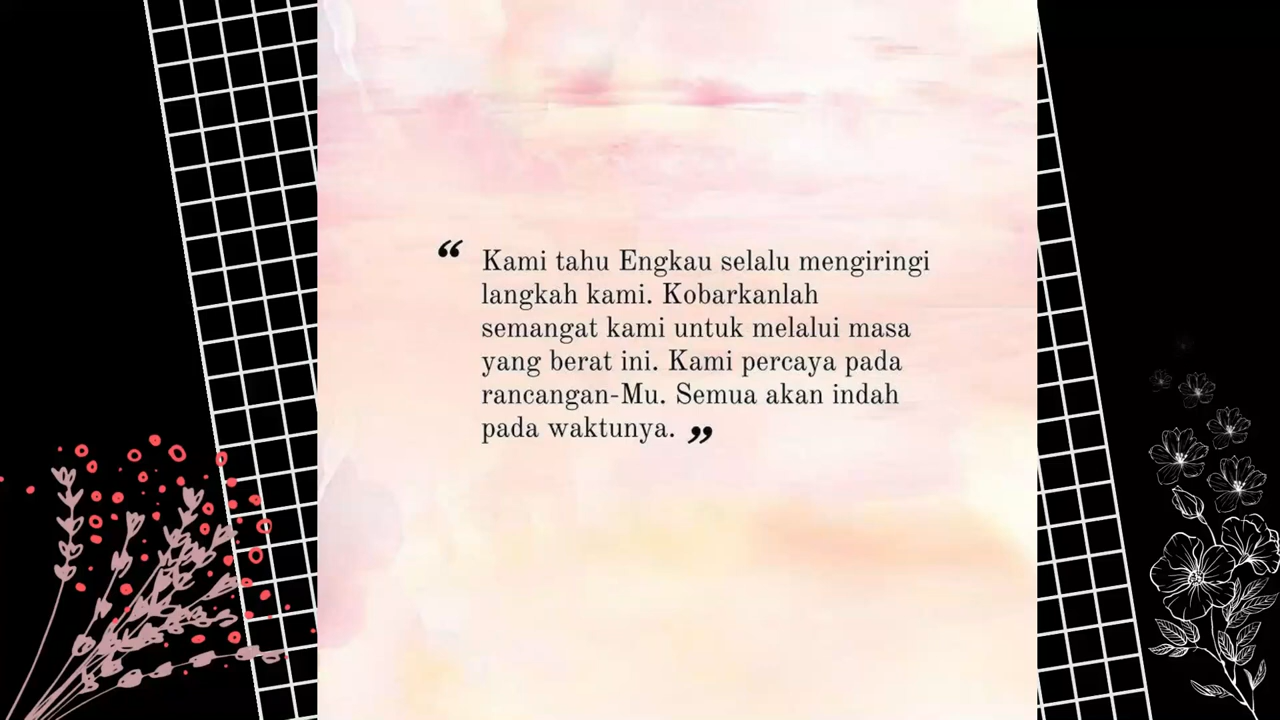 “ Kami tahu Engkau selalu mengiringi
langkah kami. Kobarkanlah
semangat kami untuk melalui masa
yang berat ini. Kami percaya pada
rancangan-Mu. Semua akan indah
pada waktunya. ”